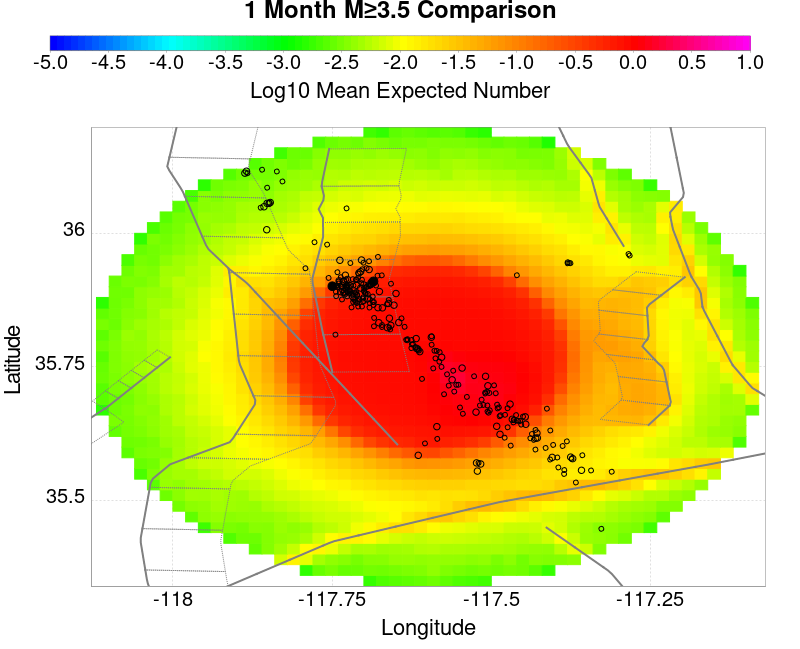 1 Month M≥3.5 Comparison
-5.0 -4.5 -4.0 -3.5 -3.0 -2.5 -2.0 -1.5 -1.0 -0.5 0.0 0.5 1.0
Log10 Mean Expected Number
36
35.75
35.5
Latitude
-118 -117.75 -117.5 -117.25
Longitude